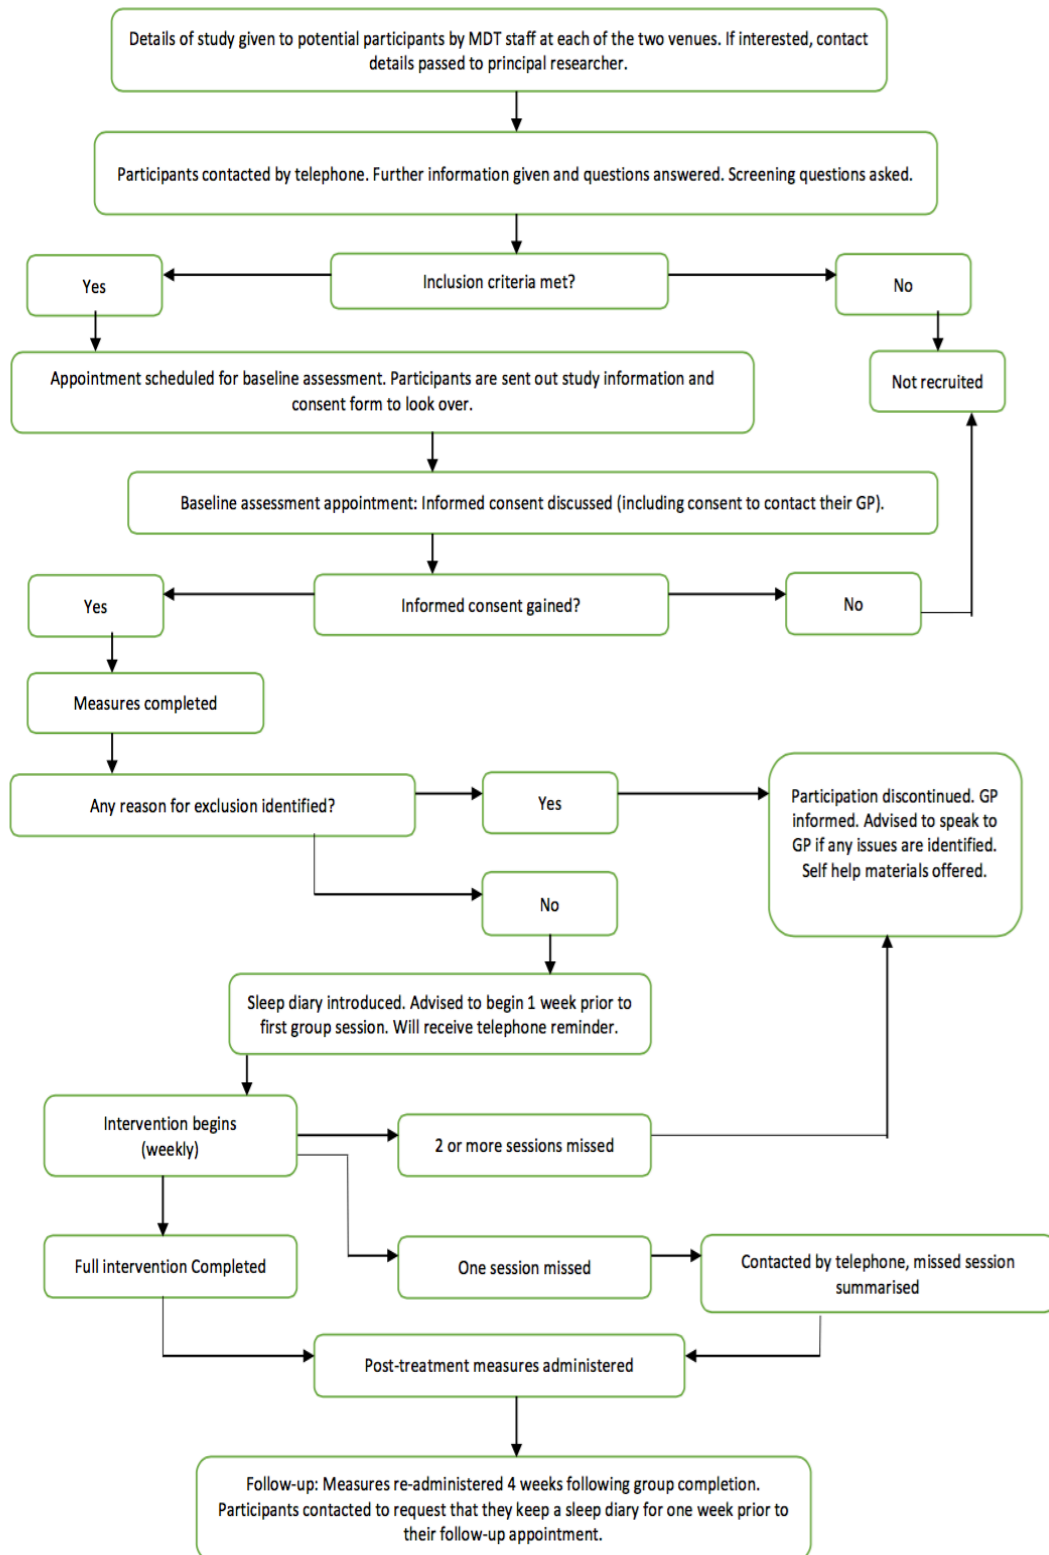 Details of study given to potential participants by MDT staff at each of the two venues. If interested, contact
details passed to principal researcher.
Participants contacted by telephone. Further information given and questions answered. Screening questions asked.
Yes
Inclusion criteria met?
No
Appointment scheduled for baseline assessment. Participants are sent out study information and
consent form to look over.
Not recruited
Baseline assessment appointment: Informed consent discussed (including consent to contact their GP).
Yes
Informed consent gained?
No
Measures completed
Any reason for exclusion identified?
Yes
Participation discontinued. GP
informed. Advised to speak to
GP if any issues are identified.
Self help materials offered.
No
Sleep diary introduced. Advised to begin 1 week prior to
first group session. Will receive telephone reminder.
Intervention begins
(weekly)
2 or more sessions missed
Full intervention Completed
One session missed
Contacted by telephone, missed session
summarised
Post-treatment measures administered
Follow-up: Measures re-administered 4 weeks following group completion.
Participants contacted to request that they keep a sleep diary for one week prior to
their follow-up appointment.